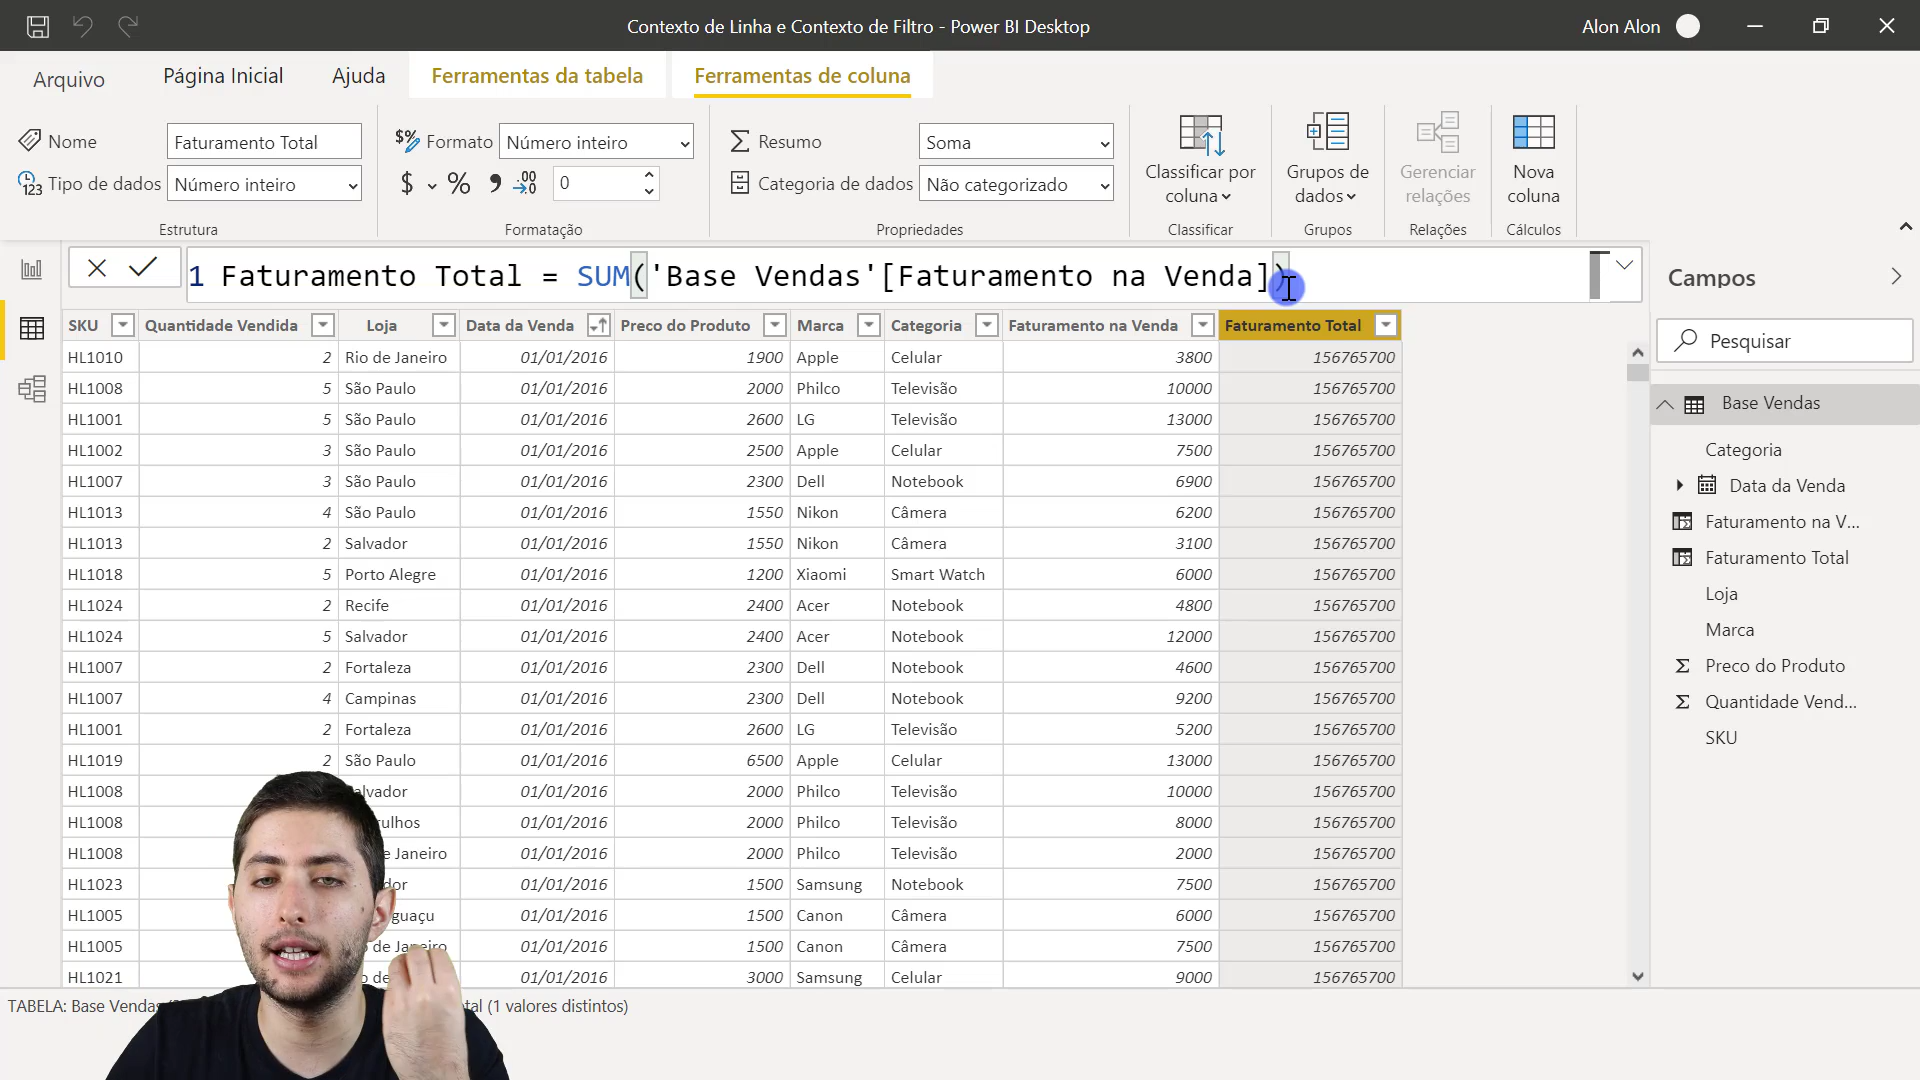 Contexto de Linha e Contexto de Filtro - Power BI Desktop
Alon Alon
Arquivo
Página Inicial
Ajuda
Ferramentas da tabela
Ferramentas de coluna
Nome
Faturamento Total
Tipo de dados
Número inteiro
Estrutura
Formato
Número inteiro
$ % 0
Formatação
Resumo
Soma
Categoria de dados
Não categorizado
Propriedades
Classificar por
coluna
Classificar
Grupos de
dados
Grupos
Gerenciar
relações
Relações
Nova
coluna
Cálculos
1 Faturamento Total = SUM('Base Vendas'[Faturamento na Venda])
SKU Quantidade Vendida Loja Data da Venda Preco do Produto Marca Categoria Faturamento na Venda Faturamento Total
HL1010 2 Rio de Janeiro 01/01/2016 1900 Apple Celular 3800 156765700
HL1008 5 São Paulo 01/01/2016 2000 Philco Televisão 10000 156765700
HL1001 5 São Paulo 01/01/2016 2600 LG Televisão 13000 156765700
HL1002 3 São Paulo 01/01/2016 2500 Apple Celular 7500 156765700
HL1007 3 São Paulo 01/01/2016 2300 Dell Notebook 6900 156765700
HL1013 4 São Paulo 01/01/2016 1550 Nikon Câmera 6200 156765700
HL1013 2 Salvador 01/01/2016 1550 Nikon Câmera 3100 156765700
HL1018 5 Porto Alegre 01/01/2016 1200 Xiaomi Smart Watch 6000 156765700
HL1024 2 Recife 01/01/2016 2400 Acer Notebook 4800 156765700
HL1024 5 Salvador 01/01/2016 2400 Acer Notebook 12000 156765700
HL1007 2 Fortaleza 01/01/2016 2300 Dell Notebook 4600 156765700
HL1007 4 Campinas 01/01/2016 2300 Dell Notebook 9200 156765700
HL1001 2 Fortaleza 01/01/2016 2600 LG Televisão 5200 156765700
HL1019 2 São Paulo 01/01/2016 6500 Apple Celular 13000 156765700
HL1008 alvador 01/01/2016 2000 Philco Televisão 10000 156765700
HL1008 rulhos 01/01/2016 2000 Philco Televisão 8000 156765700
HL1008 e Janeiro 01/01/2016 2000 Philco Televisão 2000 156765700
HL1023 dor 01/01/2016 1500 Samsung Notebook 7500 156765700
HL1005 guaçu 01/01/2016 1500 Canon Câmera 6000 156765700
HL1005 o de Janeiro 01/01/2016 1500 Canon Câmera 7500 156765700
HL1021 o de 01/01/2016 3000 Samsung Celular 9000 156765700
TABELA: Base Vendas tal (1 valores distintos)
Campos
Pesquisar
Base Vendas
Categoria
Data da Venda
Faturamento na V...
Faturamento Total
Loja
Marca
Preco do Produto
Quantidade Vend...
SKU